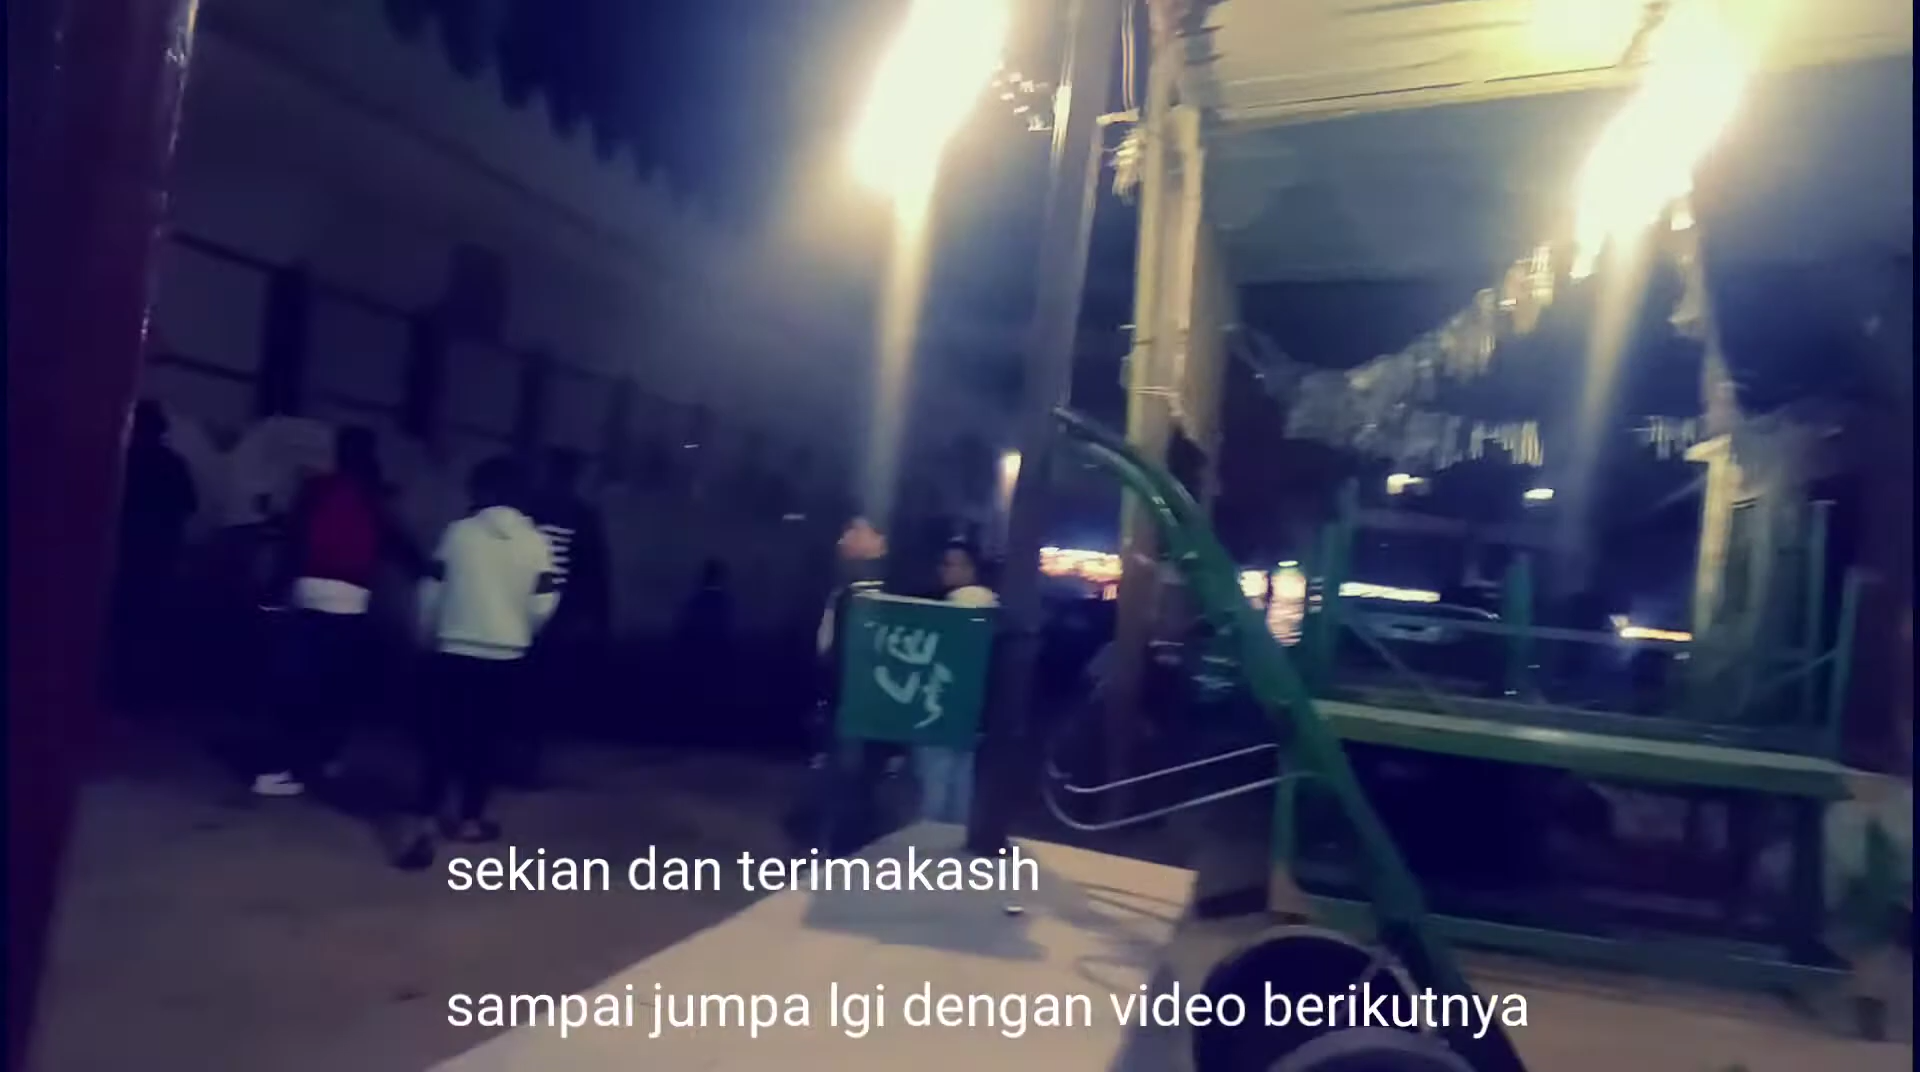 sekian dan terimakasih
sampai jumpa lgi dengan video berikutnya